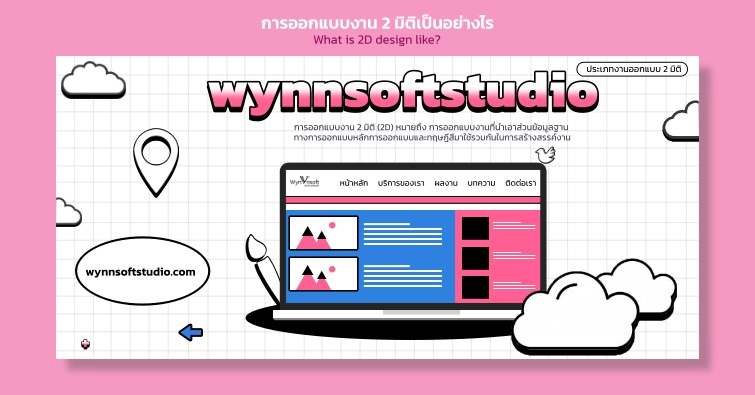 การออกแบบงาน 2 มิติเป็นอย่างไร
What is 2D design like?
ประเภทงานออกแบบ 2 มิติ
wynnsoftstudio
การออกแบบงาน 2 มิติ (2D) หมายถึง การออกแบบงานที่นำเอาส่วนข้อมูลฐาน
ทางการออกแบบหลักการออกแบบและทฤษฎีสีมาใช้รวมกันในการสร้างสรรค์งาน
Wynnsoft
หน้าหลัก บริการของเรา ผลงาน บทความ ติดต่อเรา
wynnsoftstudio.com